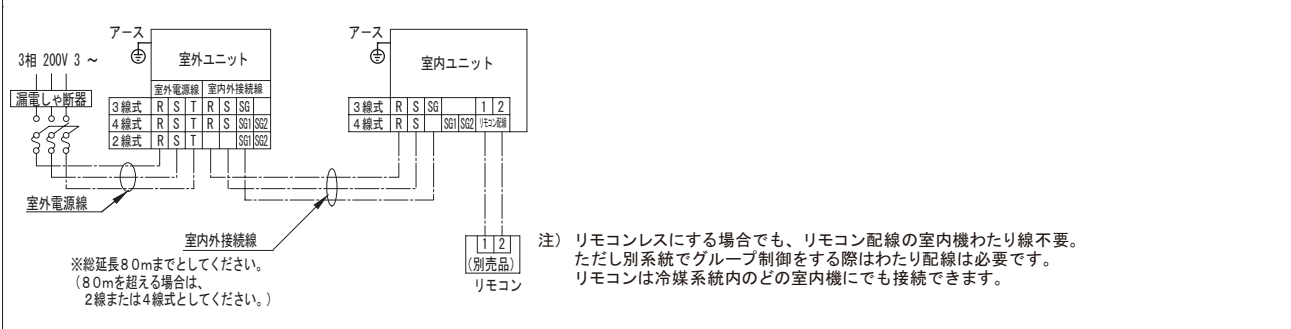 アース
3相 200V 3 ~
室外ユニット
漏電しゃ断器
室外電源線 室内外接続線
3線式 R S T R S SG
4線式 R S T R S SG1 SG2
2線式 R S T SG1 SG2
室外電源線
アース
室内ユニット
3線式 R S SG 1 2
4線式 R S SG1 SG2 リモコン配線
室内外接続線
※総延長80mまでとしてください。
(80mを超える場合は、
2線または4線式としてください。)
1 2
(別売品)
リモコン
注) リモコンレスにする場合でも、リモコン配線の室内機わたり線不要。
ただし別系統でグループ制御をする際はわたり配線は必要です。
リモコンは冷媒系統内のどの室内機にでも接続できます。